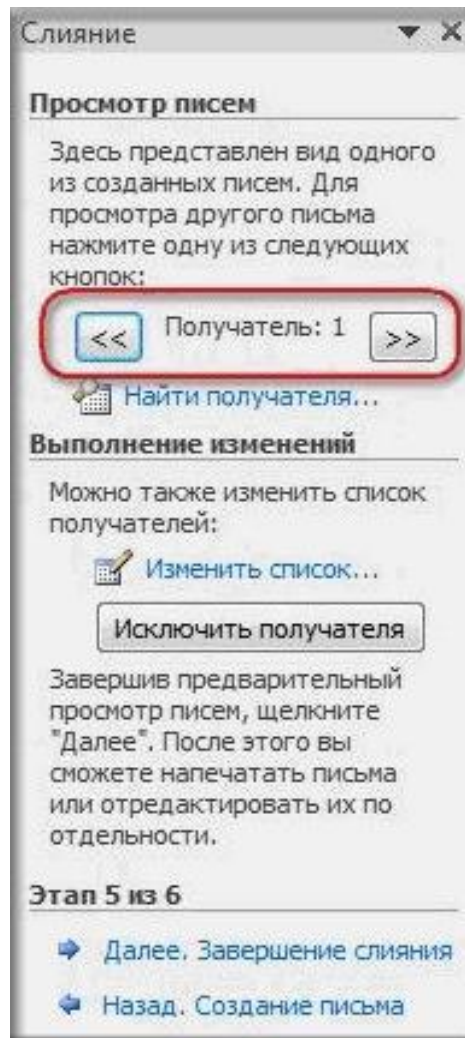 Слияние
Просмотр писем
Здесь представлен вид одного
из созданных писем. Для
просмотра другого письма
нажмите одну из следующих
кнопок:
<< Получатель: 1 >>
Найти получателя...
Выполнение изменений
Можно также изменить список
получателей:
Изменить список...
Исключить получателя
Завершив предварительный
просмотр писем, щелкните
"Далее". После этого вы
сможете напечатать письма
или отредактировать их по
отдельности.
Этап 5 из 6
Далее. Завершение слияния
Назад. Создание письма